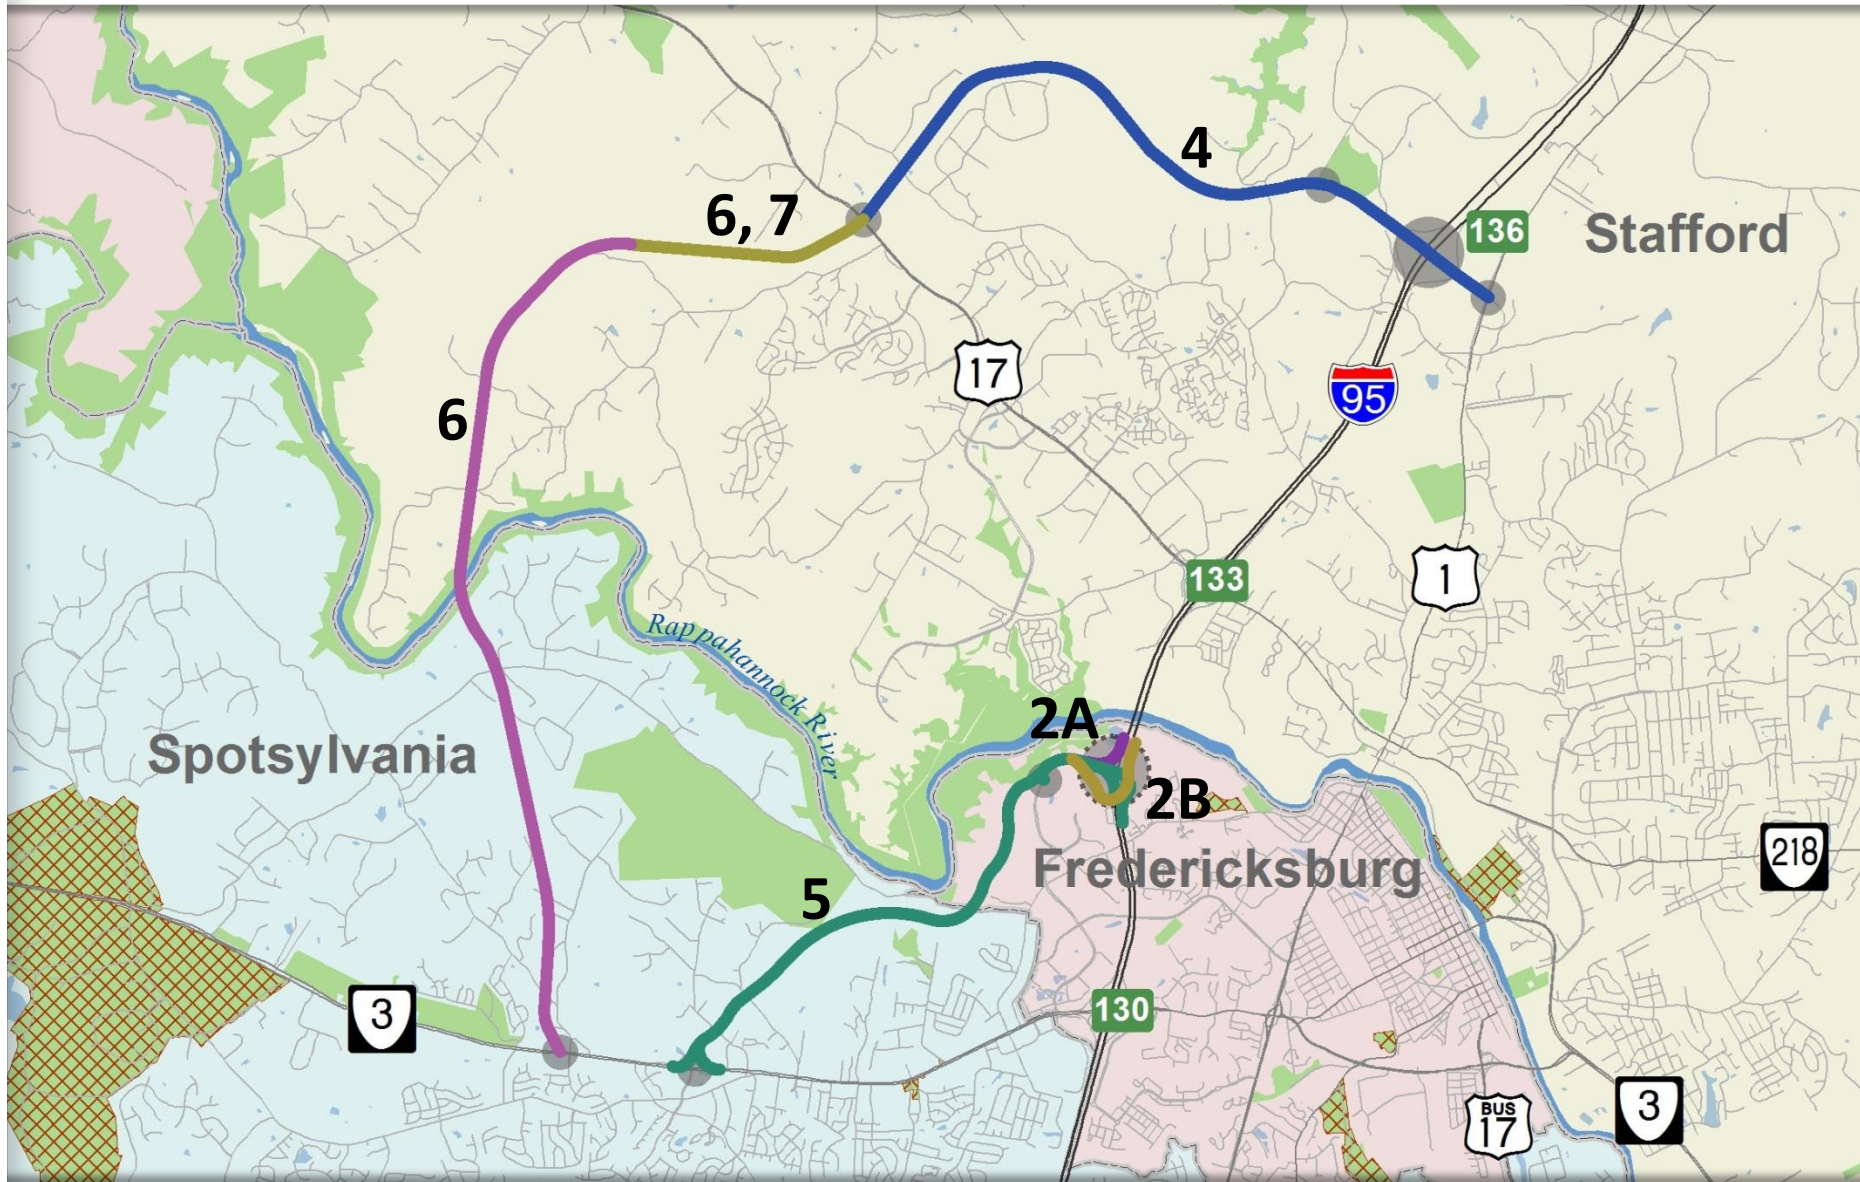 4
6, 7
136
Stafford
17
95
6
133
1
Rappahannock River
2A
Spotsylvania
2B
218
Fredericksburg
5
3
130
3
BUS
17